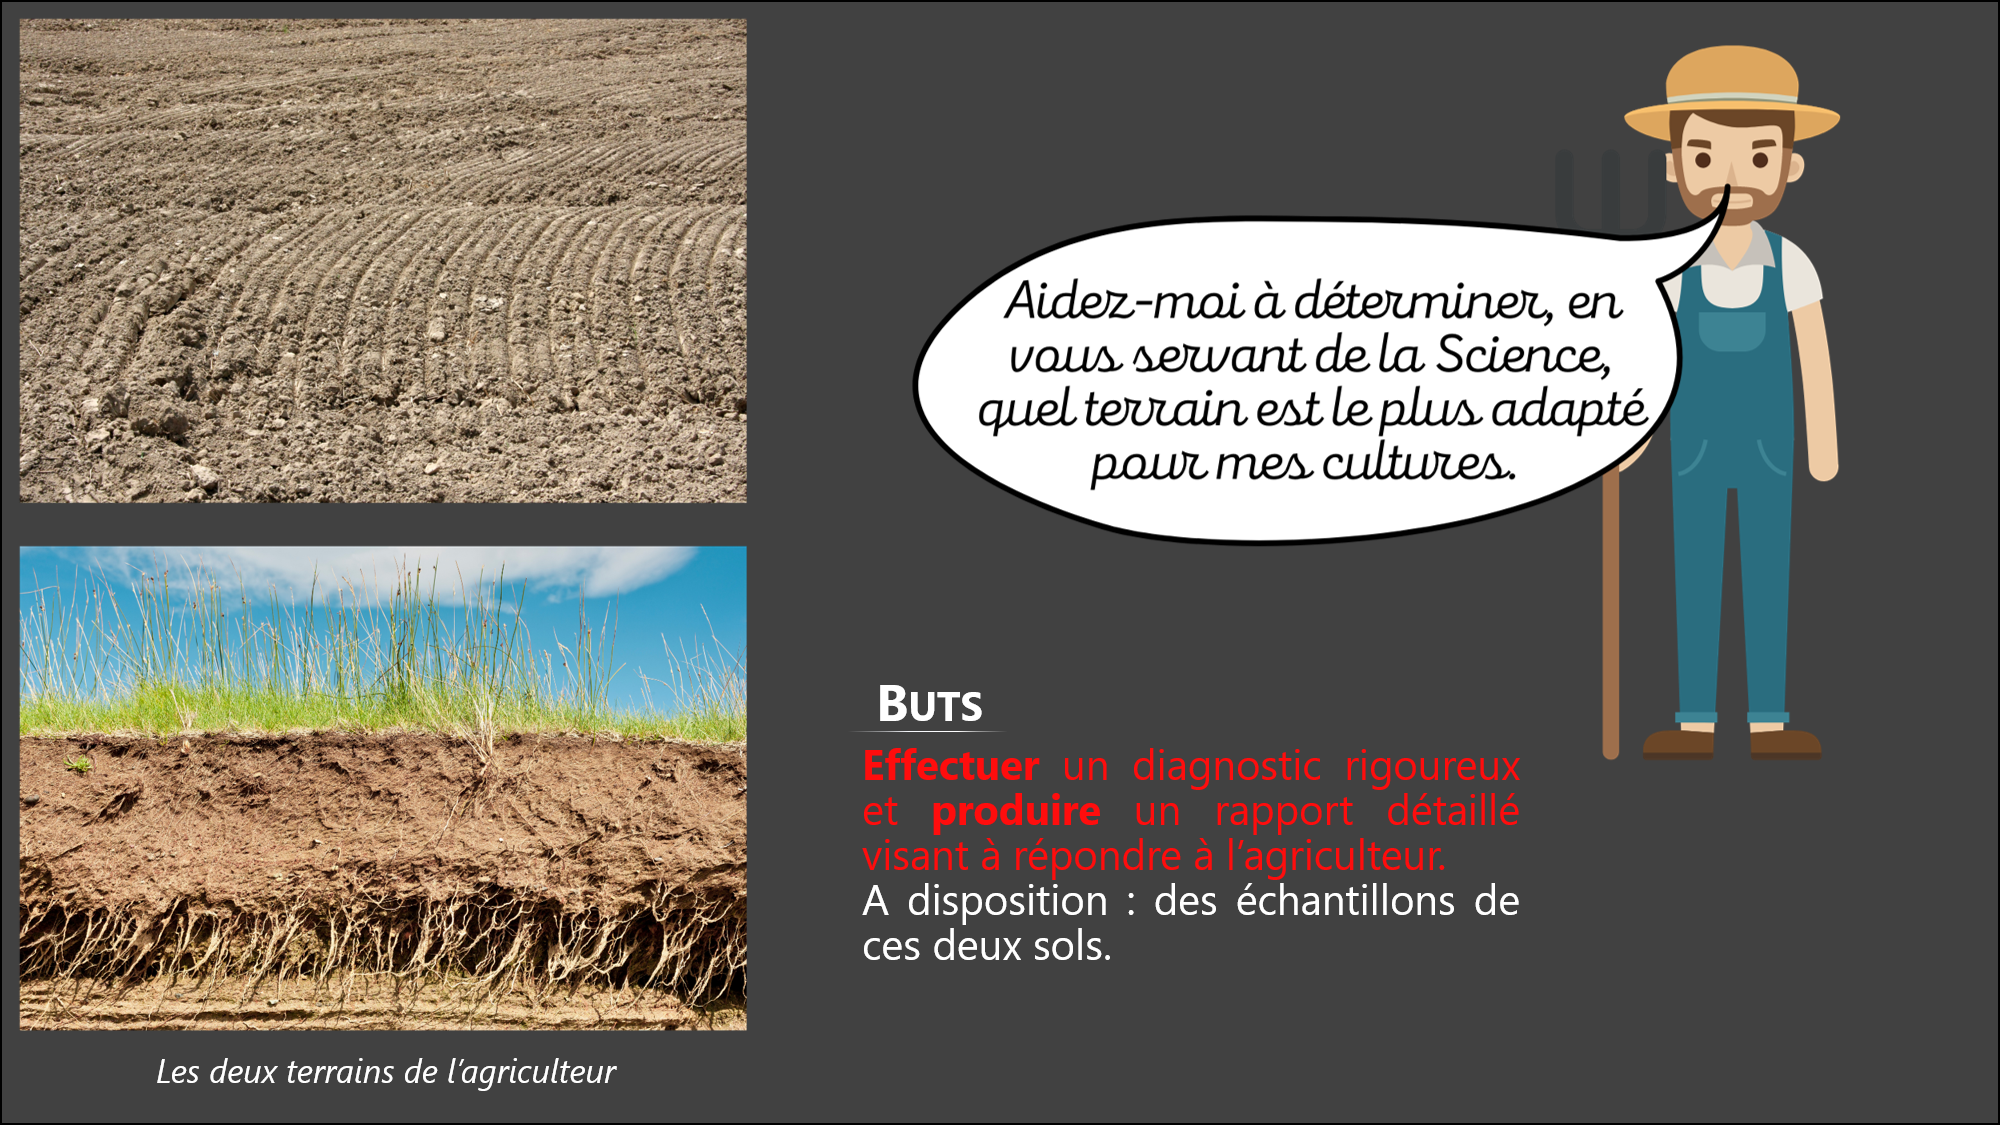 Aidez-moi à déterminer, en
vous servant de la Science,
quel terrain est le plus adapté
pour mes cultures.
BUTS
Effectuer un diagnostic rigoureux
et produire un rapport détaillé
visant à répondre à l'agriculteur.
A disposition : des échantillons de
ces deux sols.
Les deux terrains de l'agriculteur